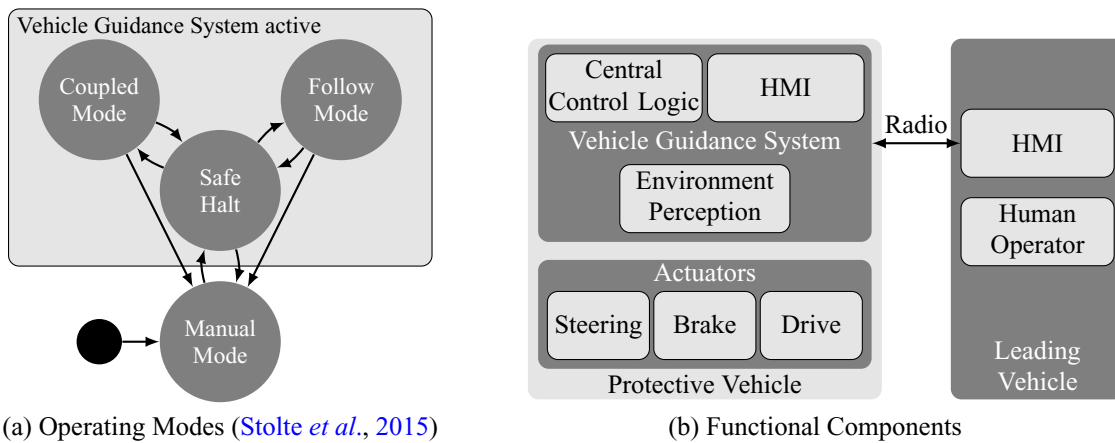 Vehicle Guidance System active
Coupled
Mode
Follow
Mode
Safe
Halt
Manual
Mode
(a) Operating Modes (Stolte et al., 2015)
Central
Control Logic
HMI
Vehicle Guidance System
Environment
Perception
Actuators
Steering
Brake
Drive
Protective Vehicle
Radio
HMI
Human
Operator
Leading
Vehicle
(b) Functional Components